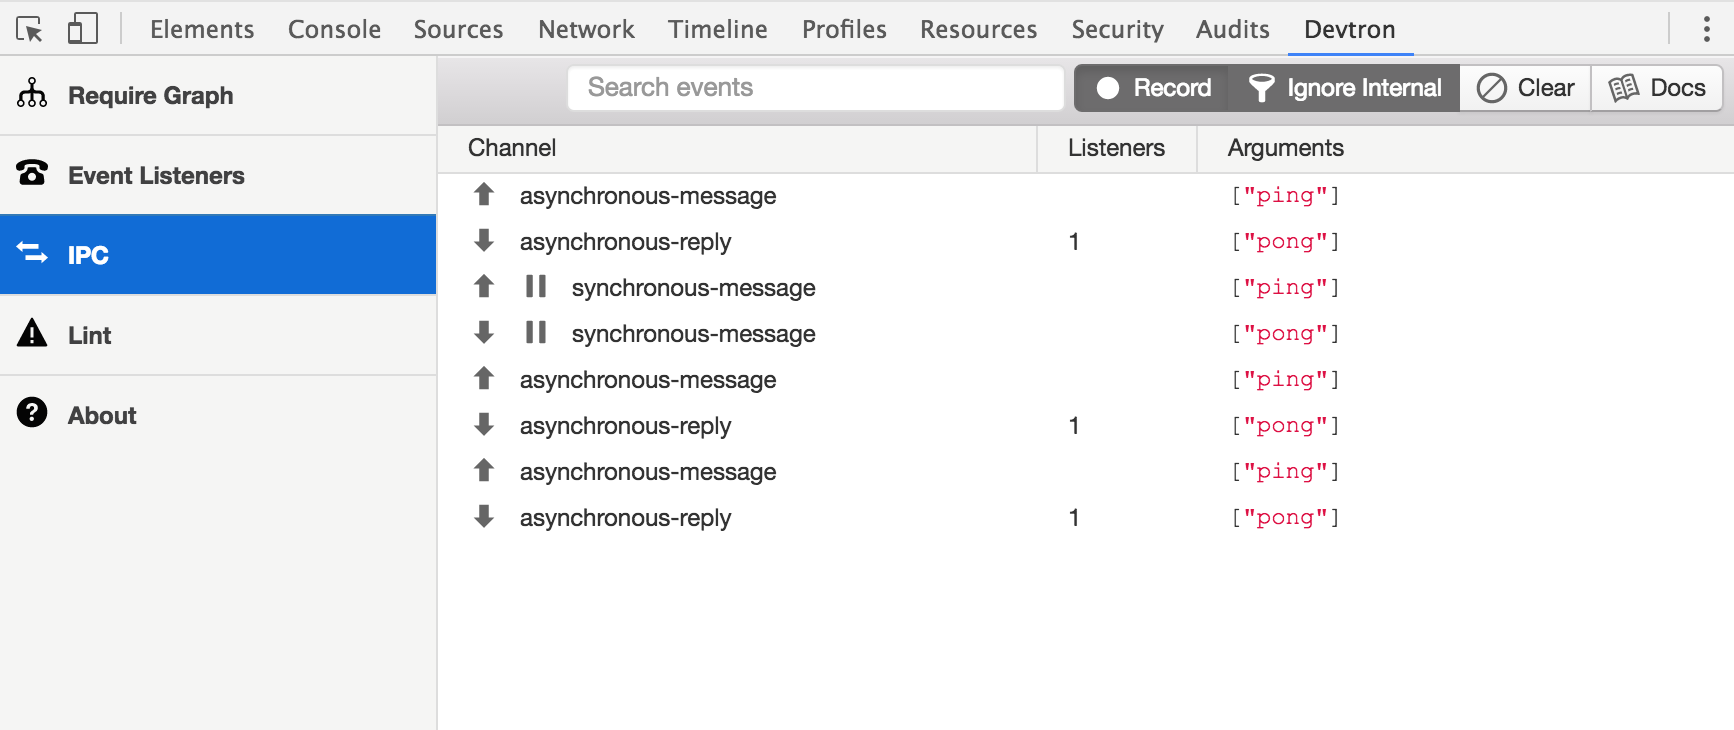 Elements Console Sources Network Timeline Profiles Resources Security Audits Devtron
Require Graph
Event Listeners
IPC
Lint
About
Search events Record Ignore Internal Clear Docs
Channel Listeners Arguments
asynchronous-message ["ping"]
asynchronous-reply 1 ["pong"]
synchronous-message ["ping"]
synchronous-message ["pong"]
asynchronous-message ["ping"]
asynchronous-reply 1 ["pong"]
asynchronous-message ["ping"]
asynchronous-reply 1 ["pong"]